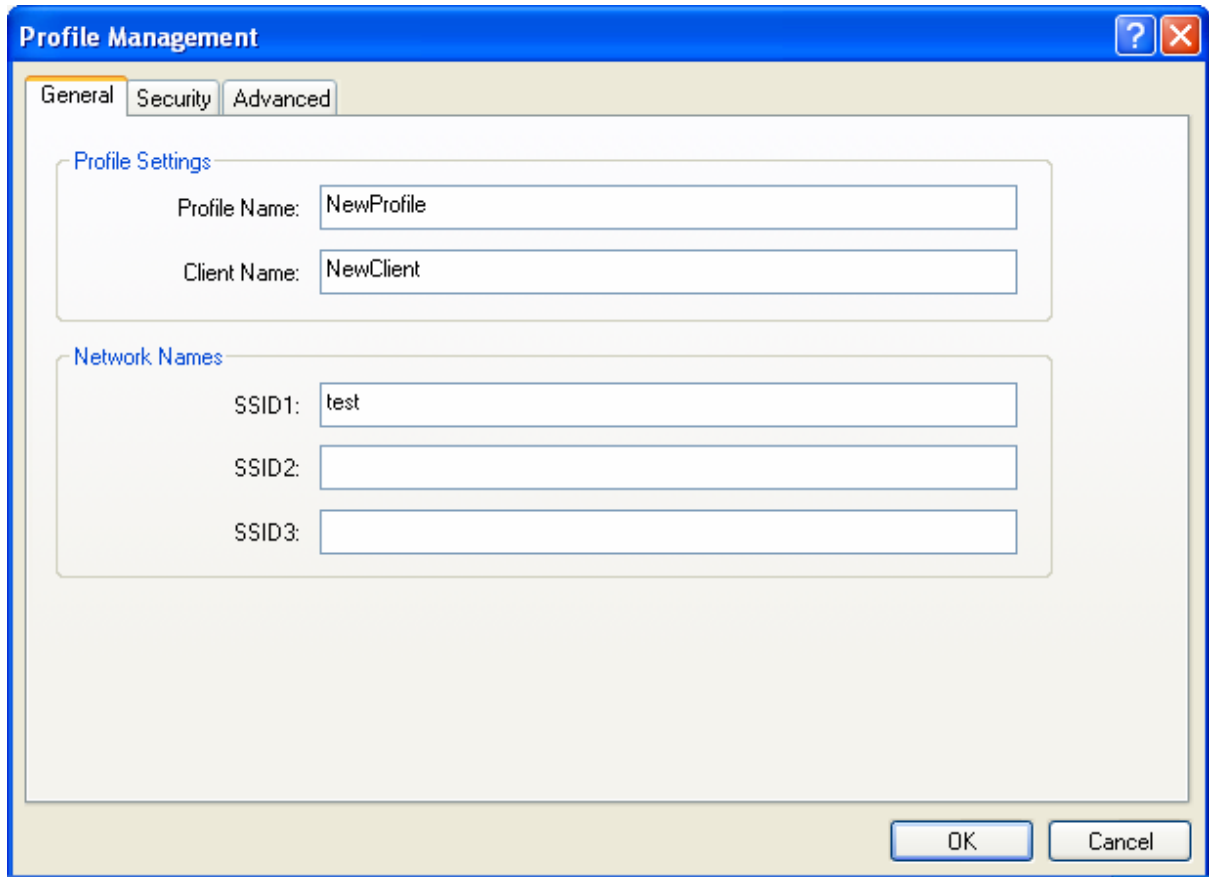 Profile Management
?
General Security Advanced
Profile Settings
Profile Name: NewProfile
Client Name: NewClient
Network Names
SSID1: test
SSID2:
SSID3:
OK Cancel